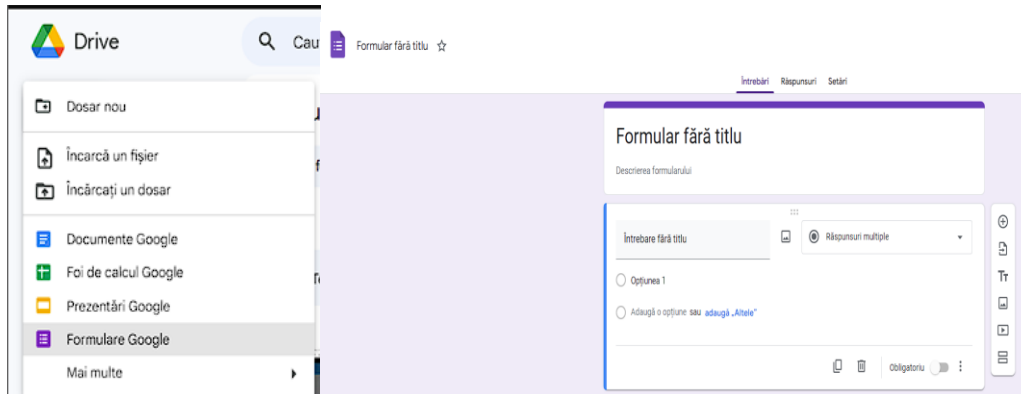 Drive
Cau
Dosar nou
Încarcă un fișier
Încărcați un dosar
Documente Google
Foi de calcul Google
Prezentări Google
Formulare Google
Mai multe
Formular fără titlu
Întrebări Răspunsuri Setări
Formular fără titlu
Descrierea formularului
Întrebare fără titlu
Răspunsuri multiple
Opțiunea 1
Adaugă o opțiune sau adaugă „Altele”
Tт
Obligatoriu